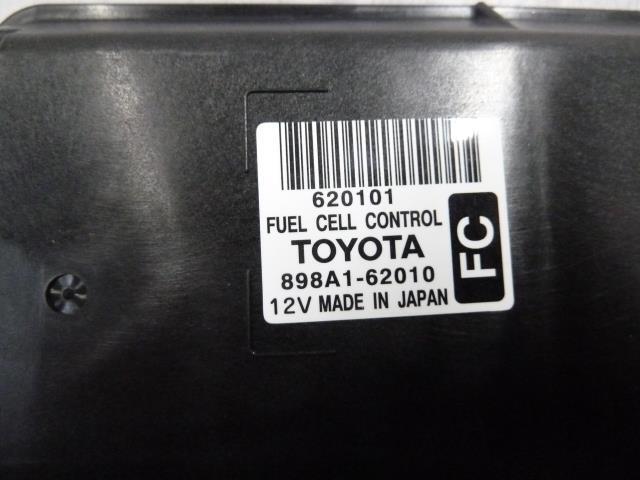 620101
FUEL CELL CONTROL
TOYOTA
898A1-62010
12V MADE IN JAPAN
FC